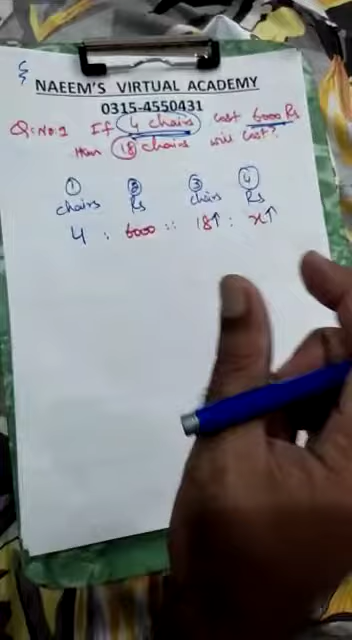 NAEEM'S VIRTUAL ACADEMY
0315-4550431
Q:No:1 If 4 chairs cost 6000 Rs
than 18 chairs will cost?
① ② ③ ④
chairs Rs chairs Rs
4 : 6000 :: 18↑ : x↑